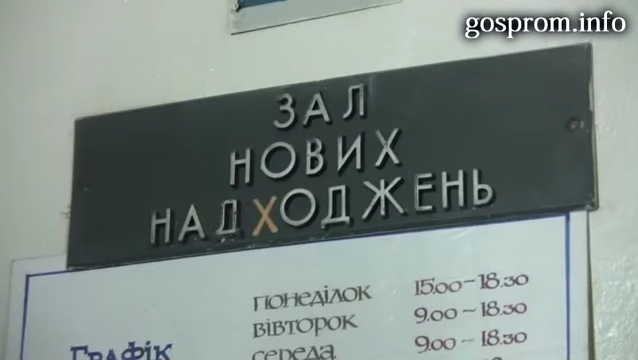 gosprom.info
ЗАЛ
НОВИХ
НАДХОДЖЕНЬ
ПОНЕДІЛОК 15.00-18.30
ВІВТОРОК 9.00-18.30
Графік середа 9.00-18.30